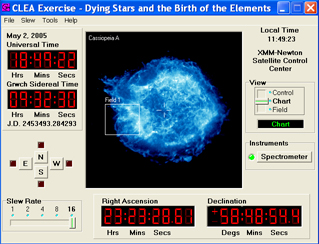 CLEA Exercise - Dying Stars and the Birth of the Elements
File Slew Tools Help
May 2, 2005
Universal Time
18:49:22
Hrs Mins Secs
Grwch Sidereal Time
09:32:30
Hrs Mins Secs
J.D. 2453493.284293
N
E W
S
Slew Rate
1 2 4 8 16
Cassiopeia A
Field 1
Right Ascension
23:23:28.61
Hrs Mins Secs
Declination
+58:48:54.4
Degs Mins Secs
Local Time
11:49:23
XMM-Newton
Satellite Control
Center
View
Control
Chart
Field
Chart
Instruments
Spectrometer